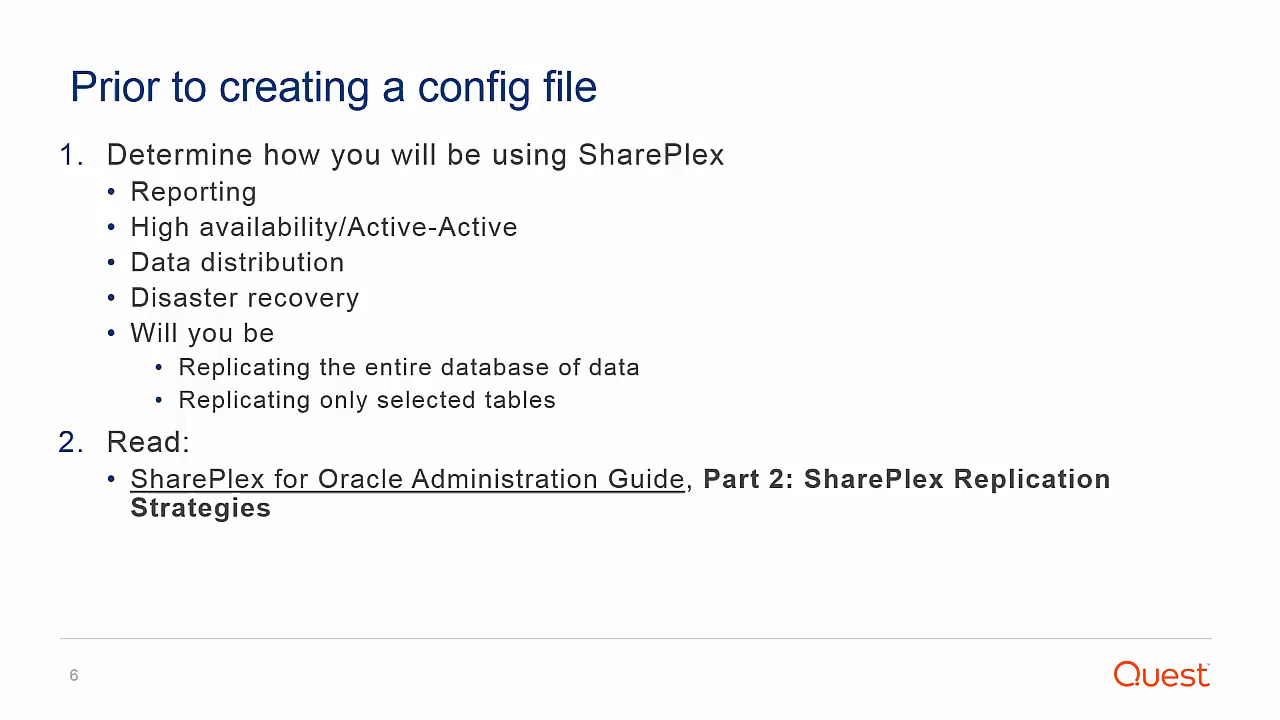 Prior to creating a config file
1. Determine how you will be using SharePlex
• Reporting
• High availability/Active-Active
• Data distribution
• Disaster recovery
• Will you be
• Replicating the entire database of data
• Replicating only selected tables
2. Read:
• SharePlex for Oracle Administration Guide, Part 2: SharePlex Replication
Strategies
6
Quest